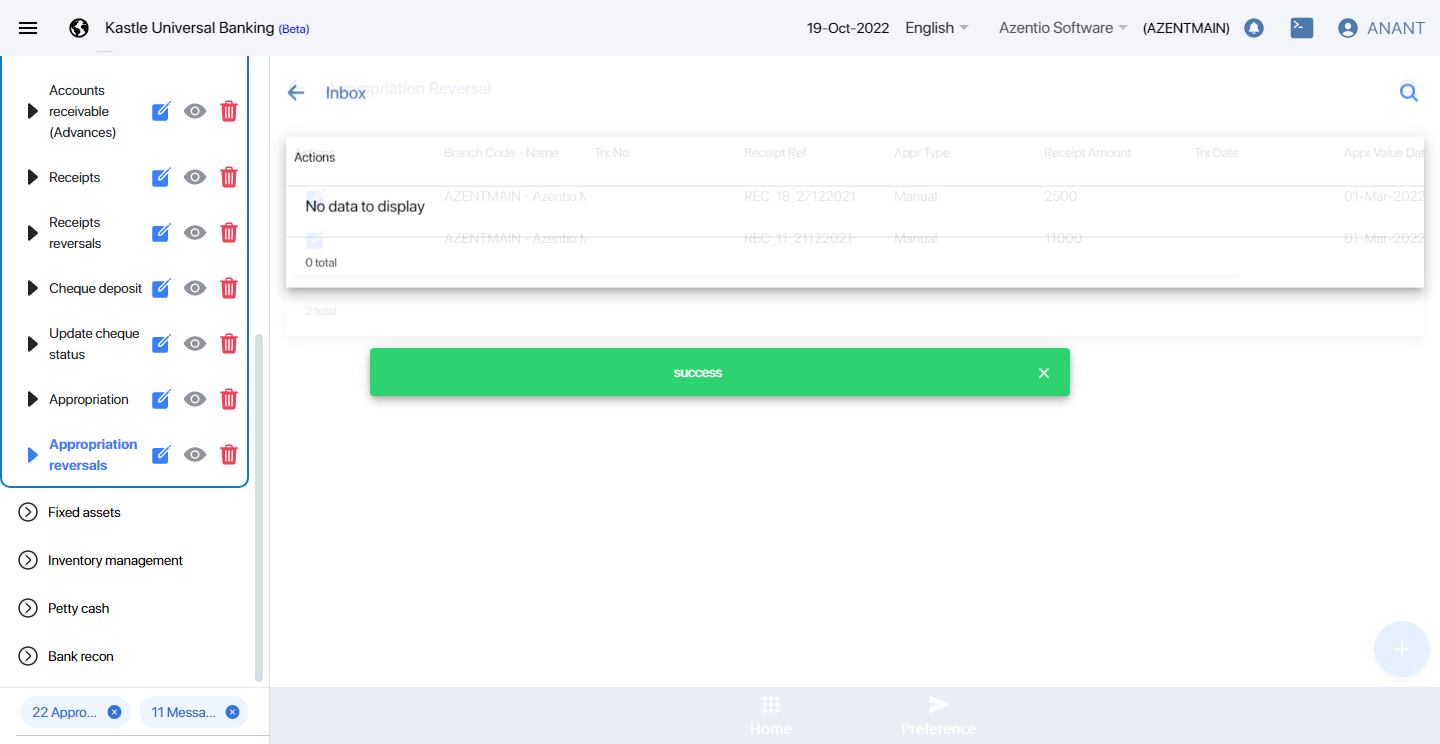 Kastle Universal Banking (Beta)
19-Oct-2022
English
Azentio Software
(AZENTMAIN)
ANANT
Accounts
receivable
(Advances)
Receipts
Receipts
reversals
Cheque deposit
Update cheque
status
Appropriation
Appropriation
reversals
Fixed assets
Inventory management
Petty cash
Bank recon
22 Appro...
11 Messa...
Inbox
Appropriation Reversal
Actions
Actions Branch Code - Name Trx No Receipt Ref Appr Type Receipt Amount Trx Date Appr Value Dat
No data to display
AZENTMAIN - Azentio M REC_18_27122021 Manual 2500 01-Mar-2022
AZENTMAIN - Azentio M REC_11_21122021 Manual 11000 01-Mar-2022
0 total
2 total
success
Home
Preference